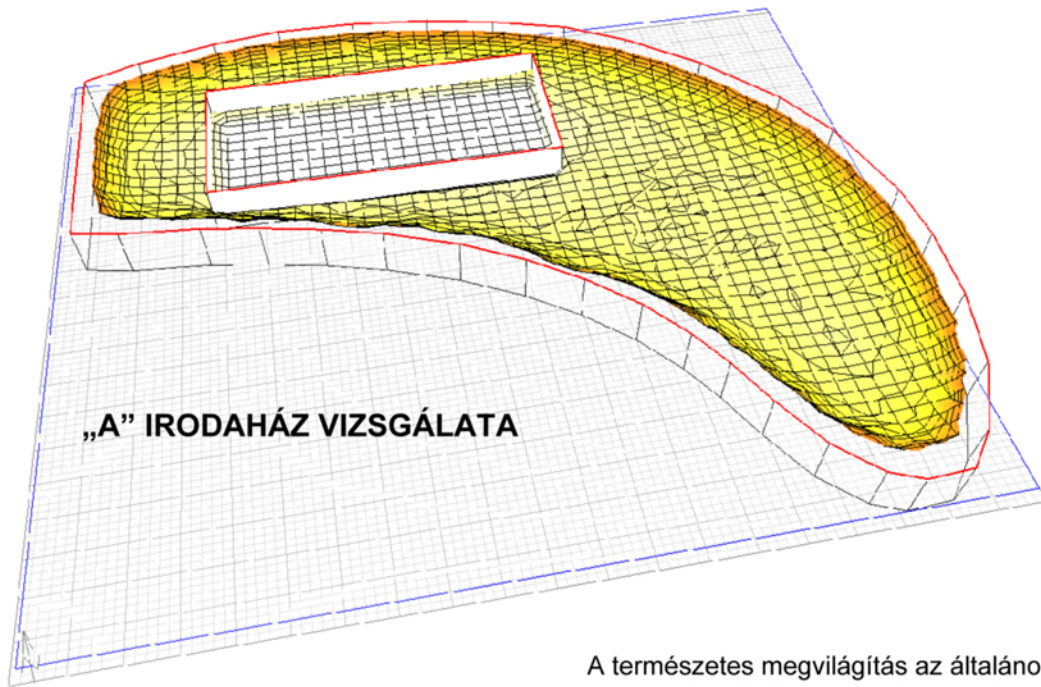 „A” IRODAHÁZ VIZSGÁLATA
A természetes megvilágítás az általáno